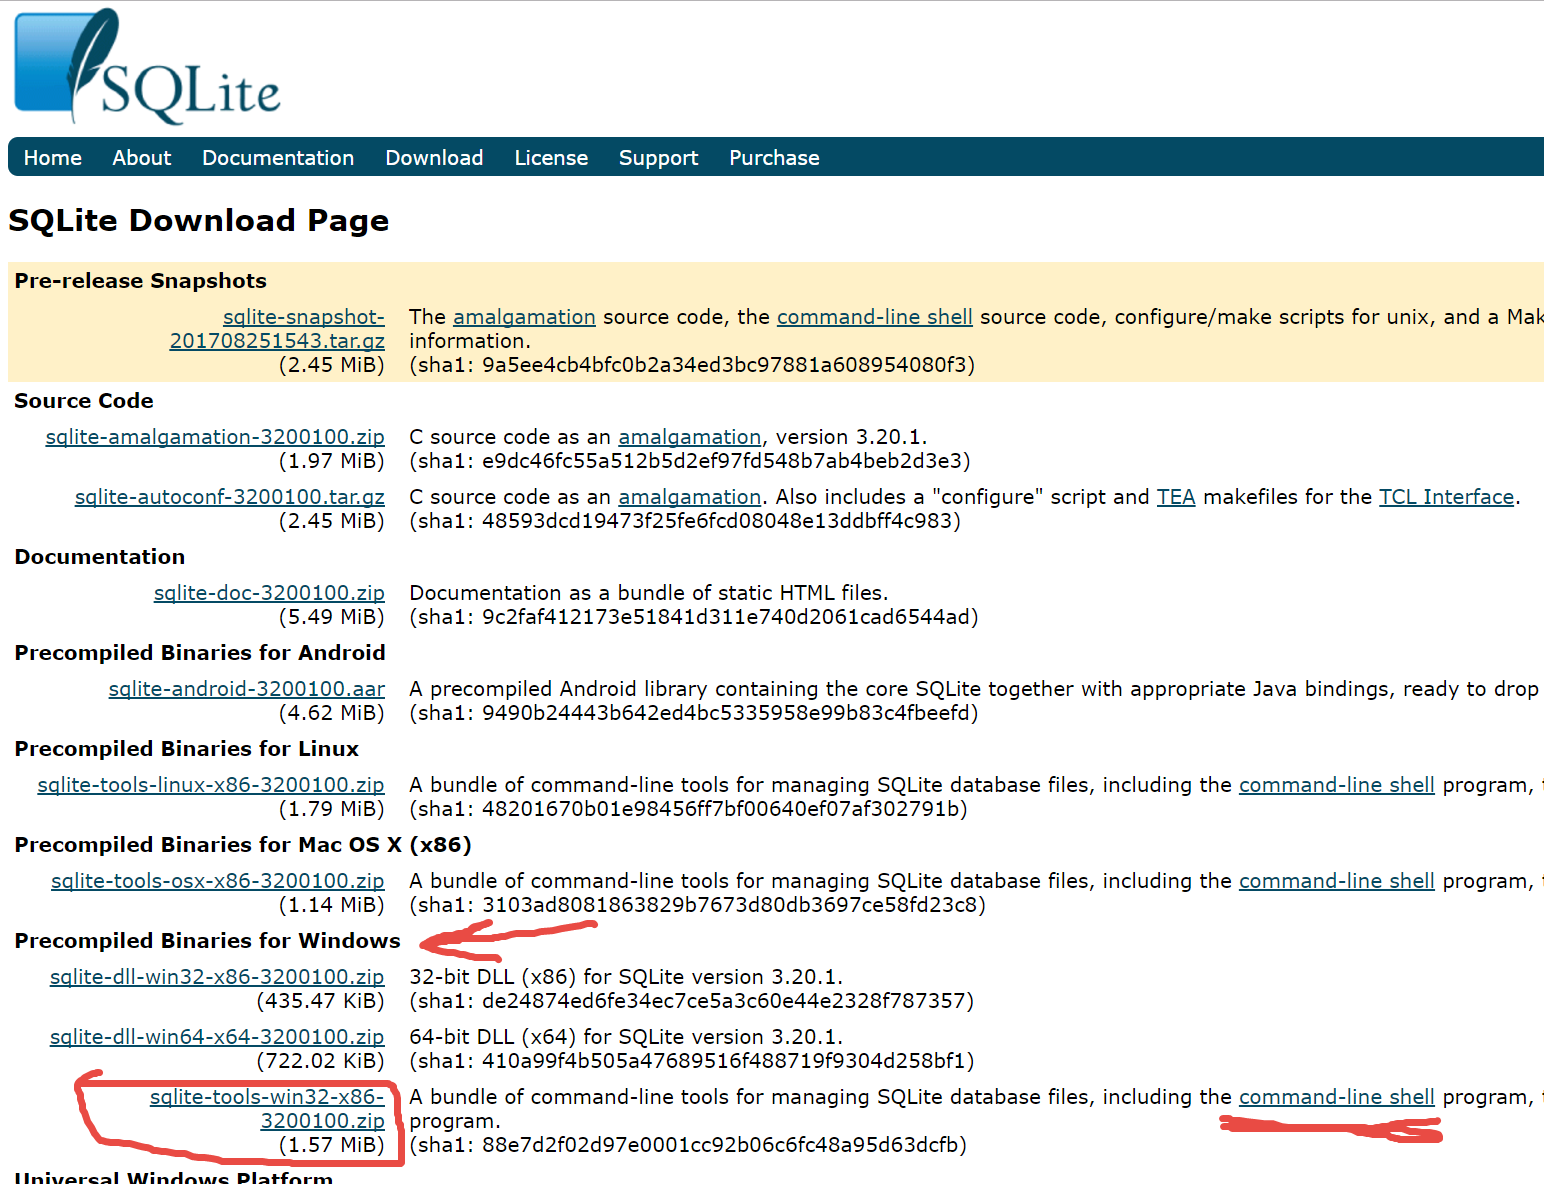 SQLite
Home About Documentation Download License Support Purchase
SQLite Download Page
Pre-release Snapshots
sqlite-snapshot- The amalgamation source code, the command-line shell source code, configure/make scripts for unix, and a Mak
201708251543.tar.gz information.
(2.45 MiB) (sha1: 9a5ee4cb4bfc0b2a34ed3bc97881a608954080f3)
Source Code
sqlite-amalgamation-3200100.zip C source code as an amalgamation, version 3.20.1.
(1.97 MiB) (sha1: e9dc46fc55a512b5d2ef97fd548b7ab4beb2d3e3)
sqlite-autoconf-3200100.tar.gz C source code as an amalgamation. Also includes a "configure" script and TEA makefiles for the TCL Interface.
(2.45 MiB) (sha1: 48593dcd19473f25fe6fcd08048e13ddbff4c983)
Documentation
sqlite-doc-3200100.zip Documentation as a bundle of static HTML files.
(5.49 MiB) (sha1: 9c2faf412173e51841d311e740d2061cad6544ad)
Precompiled Binaries for Android
sqlite-android-3200100.aar A precompiled Android library containing the core SQLite together with appropriate Java bindings, ready to drop
(4.62 MiB) (sha1: 9490b24443b642ed4bc5335958e99b83c4fbeefd)
Precompiled Binaries for Linux
sqlite-tools-linux-x86-3200100.zip A bundle of command-line tools for managing SQLite database files, including the command-line shell program,
(1.79 MiB) (sha1: 48201670b01e98456ff7bf00640ef07af302791b)
Precompiled Binaries for Mac OS X (x86)
sqlite-tools-osx-x86-3200100.zip A bundle of command-line tools for managing SQLite database files, including the command-line shell program,
(1.14 MiB) (sha1: 3103ad8081863829b7673d80db3697ce58fd23c8)
Precompiled Binaries for Windows
sqlite-dll-win32-x86-3200100.zip 32-bit DLL (x86) for SQLite version 3.20.1.
(435.47 KiB) (sha1: de24874ed6fe34ec7ce5a3c60e44e2328f787357)
sqlite-dll-win64-x64-3200100.zip 64-bit DLL (x64) for SQLite version 3.20.1.
(722.02 KiB) (sha1: 410a99f4b505a47689516f488719f9304d258bf1)
sqlite-tools-win32-x86- A bundle of command-line tools for managing SQLite database files, including the command-line shell program,
3200100.zip program.
(1.57 MiB) (sha1: 88e7d2f02d97e0001cc92b06c6fc48a95d63dcfb)
Universal Windows Platform